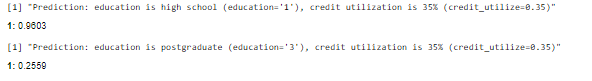 [1] "Prediction: education is high school (education='1'), credit utilization is 35% (credit_utilize=0.35)"
1: 0.9603
[1] "Prediction: education is postgraduate (education='3'), credit utilization is 35% (credit_utilize=0.35)"
1: 0.2559